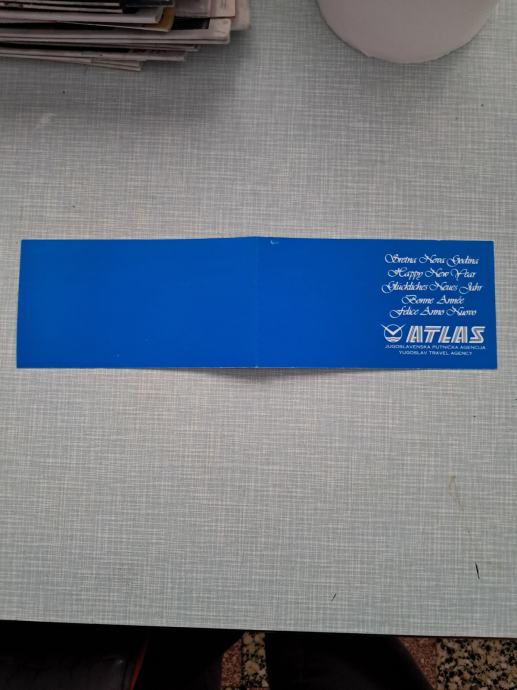 Sretna Nova Godina
Happy New Year
Glückliches Neues Jahr
Bonne Année
Felice Anno Nuovo
ATLAS
JUGOSLAVENSKA PUTNIČKA AGENCIJA
YUGOSLAV TRAVEL AGENCY